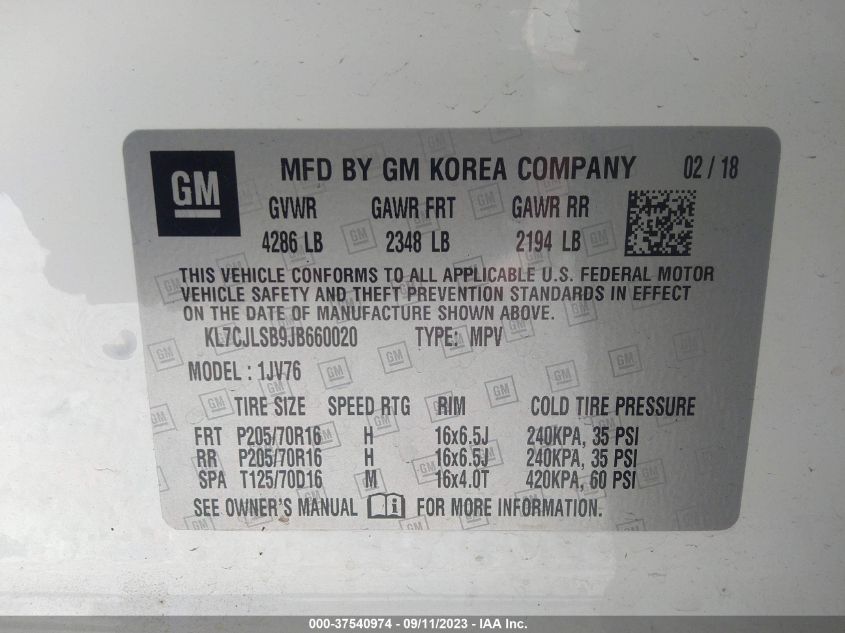 GM MFD BY GM KOREA COMPANY 02 / 18
GVWR GAWR FRT GAWR RR
4286 LB 2348 LB 2194 LB
THIS VEHICLE CONFORMS TO ALL APPLICABLE U.S. FEDERAL MOTOR
VEHICLE SAFETY AND THEFT PREVENTION STANDARDS IN EFFECT
ON THE DATE OF MANUFACTURE SHOWN ABOVE.
KL7CJLSB9JB660020 TYPE: MPV
MODEL : 1JV76
TIRE SIZE SPEED RTG RIM COLD TIRE PRESSURE
FRT P205/70R16 H 16x6.5J 240KPA, 35 PSI
RR P205/70R16 H 16x6.5J 240KPA, 35 PSI
SPA T125/70D16 M 16x4.0T 420KPA, 60 PSI
SEE OWNER'S MANUAL i FOR MORE INFORMATION.
000-37540974 - 09/11/2023 - IAA Inc.